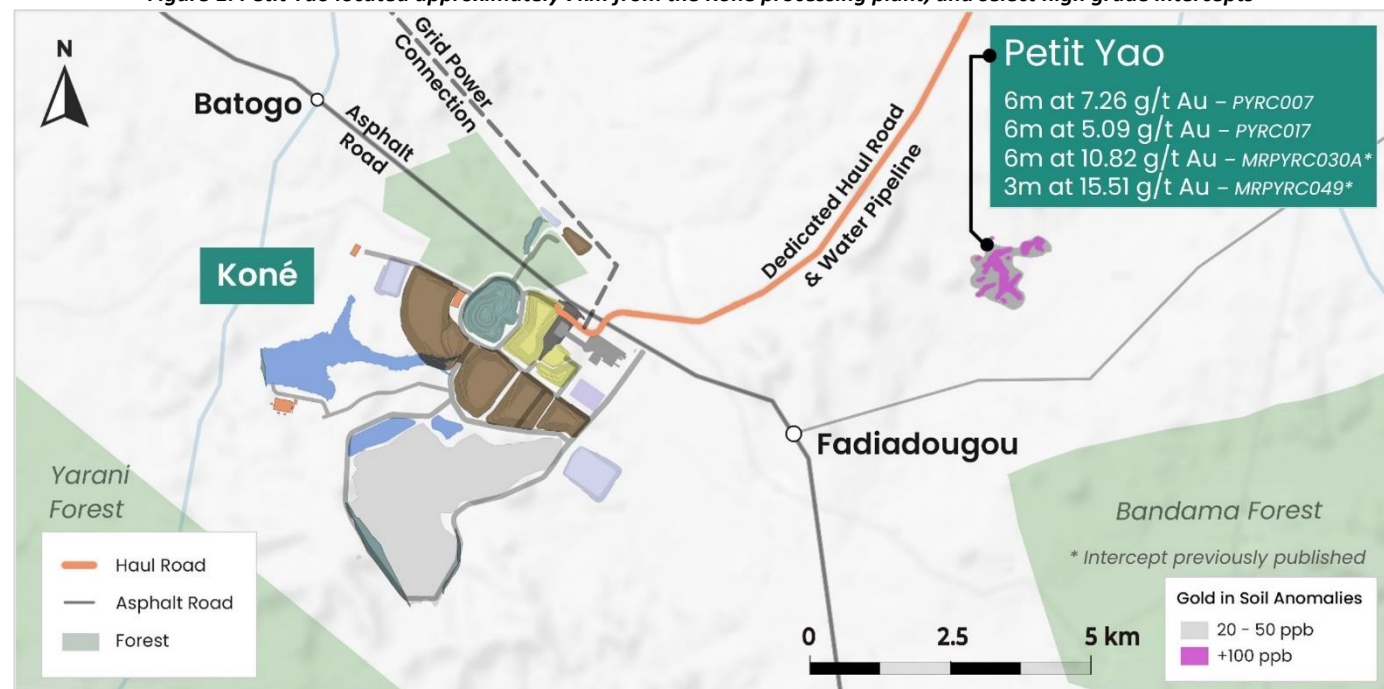 N
Batogo
Asphalt
Road
Grid Power
Connection
Dedicated Haul Road
& Water Pipeline
Petit Yao
6m at 7.26 g/t Au – PYRC007
6m at 5.09 g/t Au – PYRC017
6m at 10.82 g/t Au – MRPYRC030A*
3m at 15.51 g/t Au – MRPYRC049*
Koné
Fadiadougou
Yarani
Forest
Bandama Forest
* Intercept previously published
Haul Road
Asphalt Road
Forest
0 2.5 5 km
Gold in Soil Anomalies
20 - 50 ppb
+100 ppb